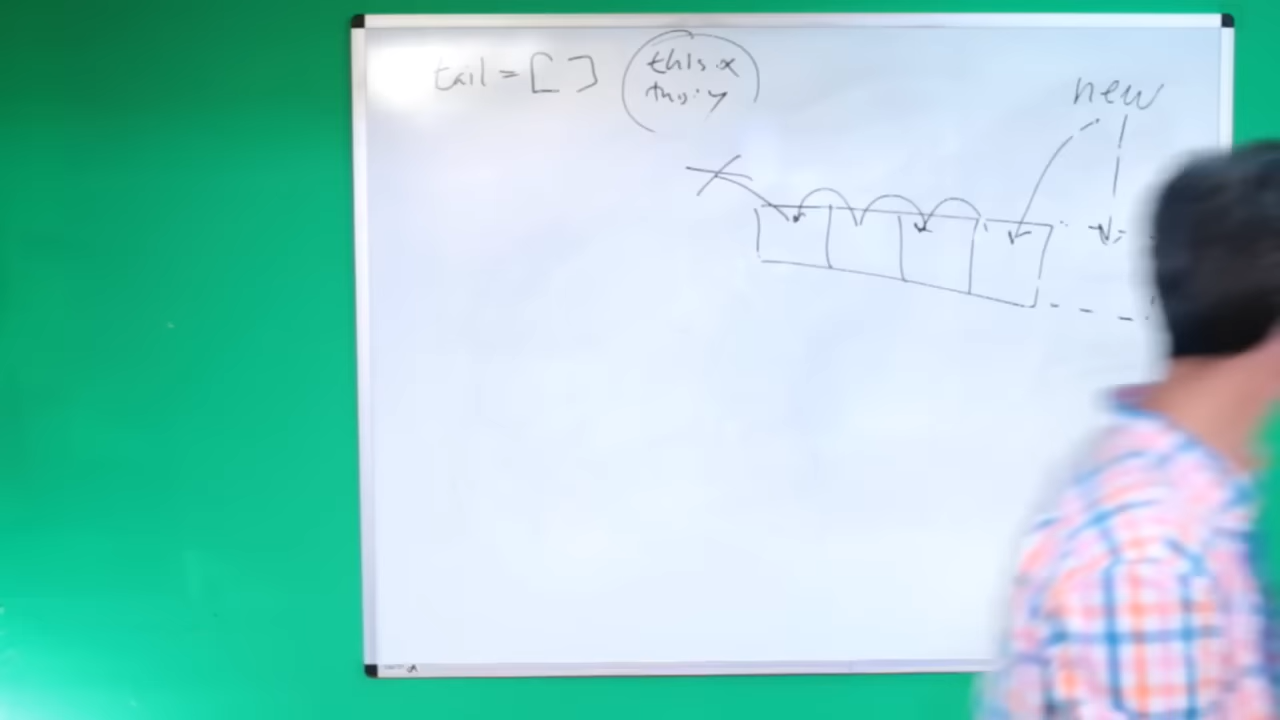 tail = [ ]
this.x
this.y
new